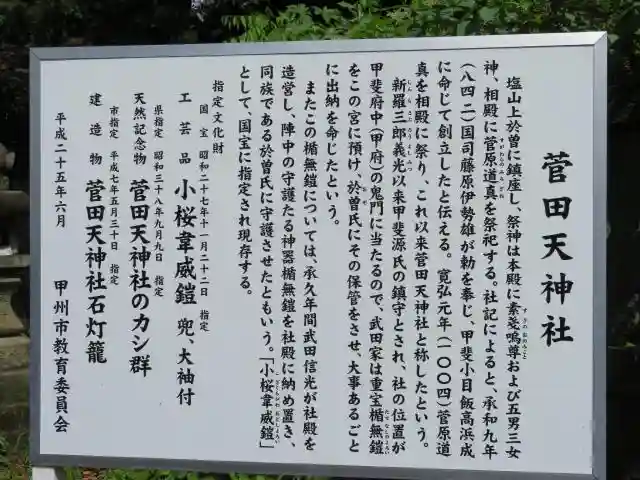 菅田天神社
塩山上於曽に鎮座し、祭神は本殿に素戔嗚尊および五男三女
神、相殿に菅原道真を祭祀する。社記によると、承和九年
(八四二)国司藤原伊勢雄が勅を奉じ、甲斐小目飯高浜成
に命じて創立したと伝える。寛弘元年(一〇〇四)菅原道
真を相殿に祭り、これ以来菅田天神社と称したという。
新羅三郎義光以来甲斐源氏の鎮守とされ、社の位置が
甲斐府中(甲府)の鬼門に当たるので、武田家は重宝楯無鎧
をこの宮に預け、於曽氏にその保管をさせ、大事あるごと
に出納を命じたという。
またこの楯無鎧については、承久年間武田信光が社殿を
造営し、陣中の守護たる神器楯無鎧を社殿に納め置き、
同族である於曽氏に守護させたともいう。「小桜韋威鎧」
として、国宝に指定され現存する。
指定文化財
国宝 昭和二十七年十一月二十二日 指定
工芸品 小桜韋威鎧 兜、大袖付
県指定 昭和三十八年九月九日 指定
天然記念物 菅田天神社のカシ群
市指定 平成七年五月三十日 指定
建造物 菅田天神社石灯籠
平成二十五年六月 甲州市教育委員会